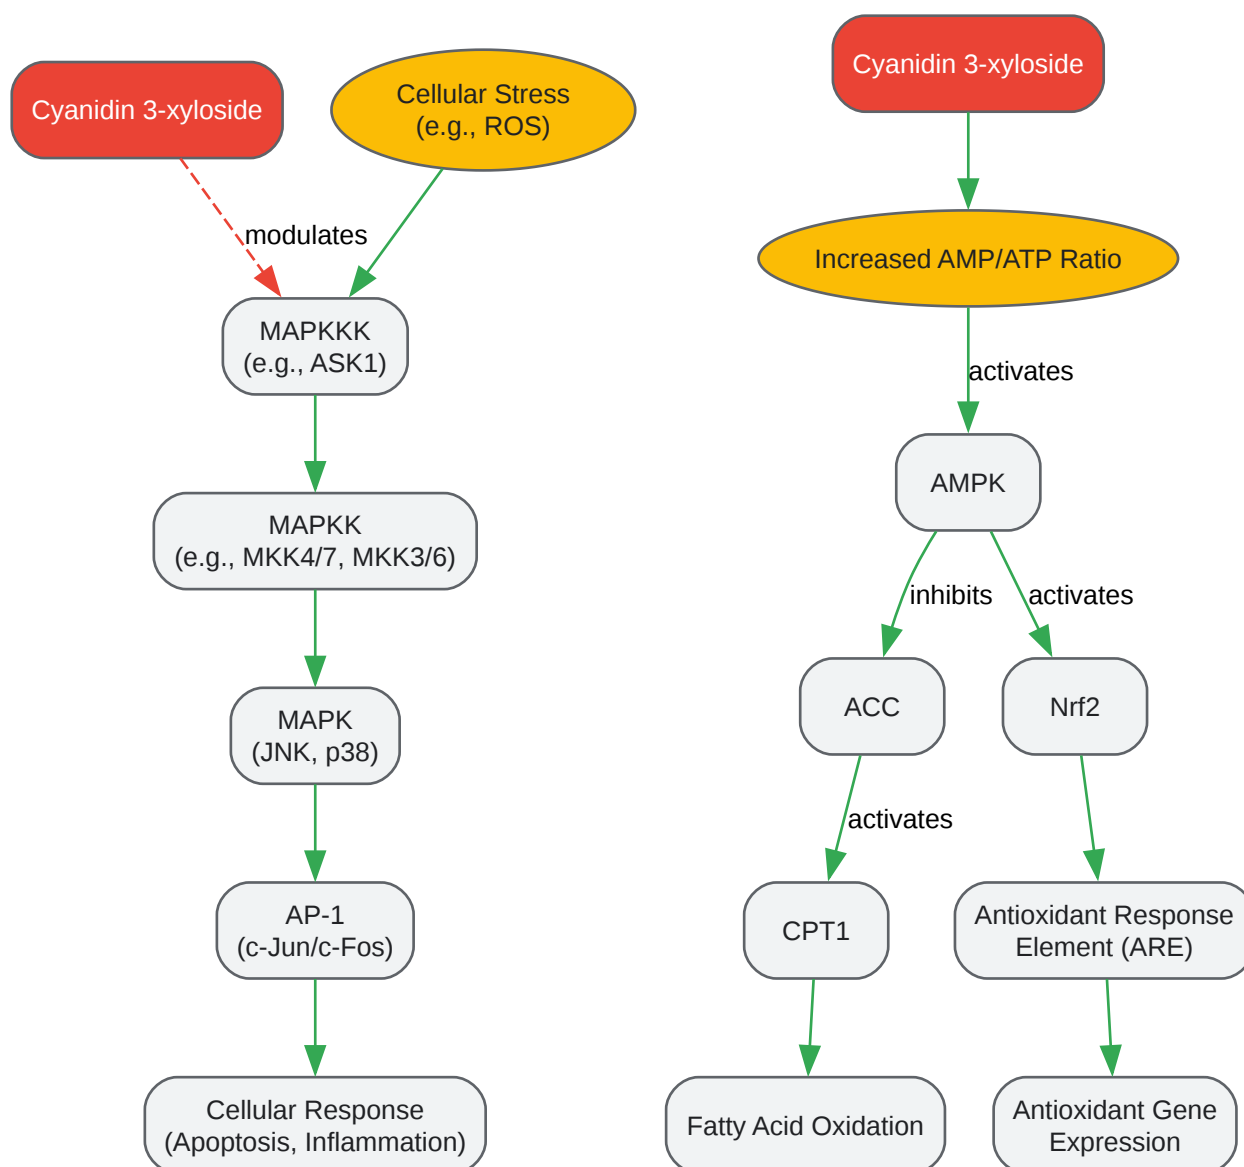 Cyanidin 3-xyloside
Cellular Stress
(e.g., ROS)
modulates
MAPKKK
(e.g., ASK1)
MAPKK
(e.g., MKK4/7, MKK3/6)
MAPK
(JNK, p38)
AP-1
(c-Jun/c-Fos)
Cellular Response
(Apoptosis, Inflammation)
Cyanidin 3-xyloside
Increased AMP/ATP Ratio
activates
AMPK
inhibits
activates
ACC
Nrf2
activates
CPT1
Antioxidant Response
Element (ARE)
Fatty Acid Oxidation
Antioxidant Gene
Expression